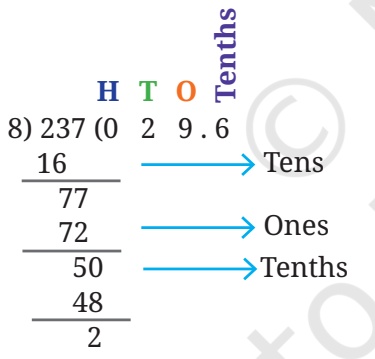 Tenths
H T O
8) 237 (0 2 9 . 6
16 Tens
77
72 Ones
50 Tenths
48
2